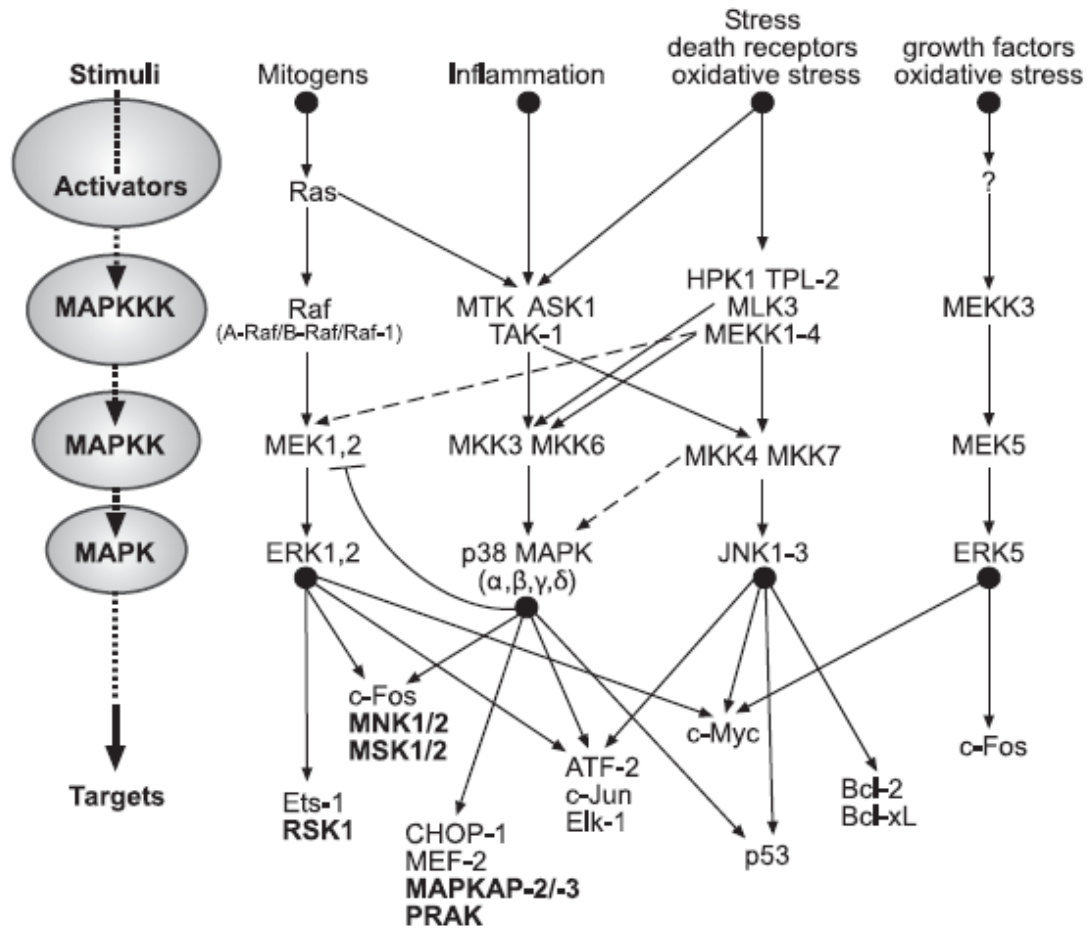 Stimuli
Activators
MAPKKK
MAPKK
MAPK
Targets
Mitogens
Ras
Raf
(A-Raf/B-Raf/Raf-1)
MEK1,2
ERK1,2
Inflammation
MTK ASK1
TAK-1
MKK3 MKK6
p38 MAPK
(α,β,γ,δ)
Stress
death receptors
oxidative stress
HPK1 TPL-2
MLK3
MEKK1-4
MKK4 MKK7
JNK1-3
growth factors
oxidative stress
?
MEKK3
MEK5
ERK5
Ets-1
RSK1
c-Fos
MNK1/2
MSK1/2
CHOP-1
MEF-2
MAPKAP-2/-3
PRAK
ATF-2
c-Jun
Elk-1
c-Myc
p53
Bcl-2
Bcl-xL
c-Fos